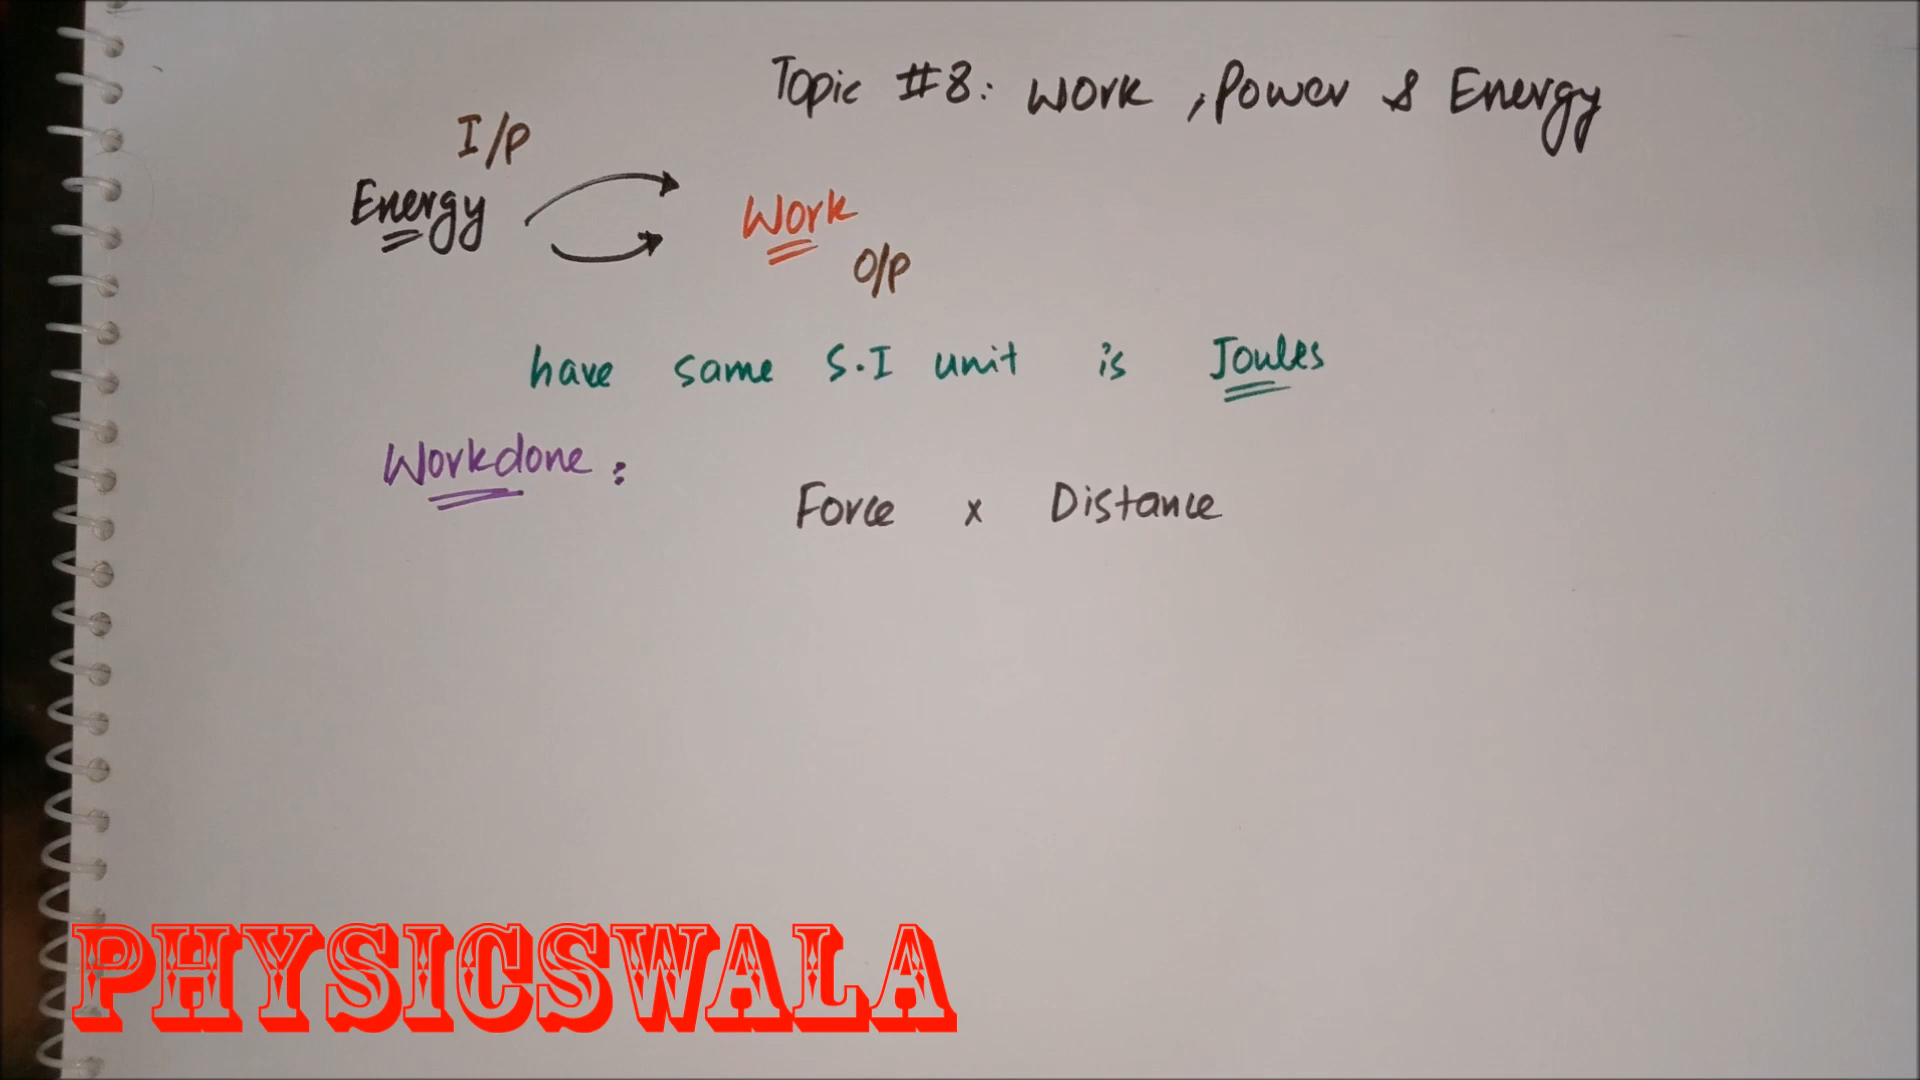 Topic #8: Work, Power & Energy
I/P
Energy
Work
O/P
have same S.I unit is Joules
Workdone:
Force x Distance
PHYSICSWALA